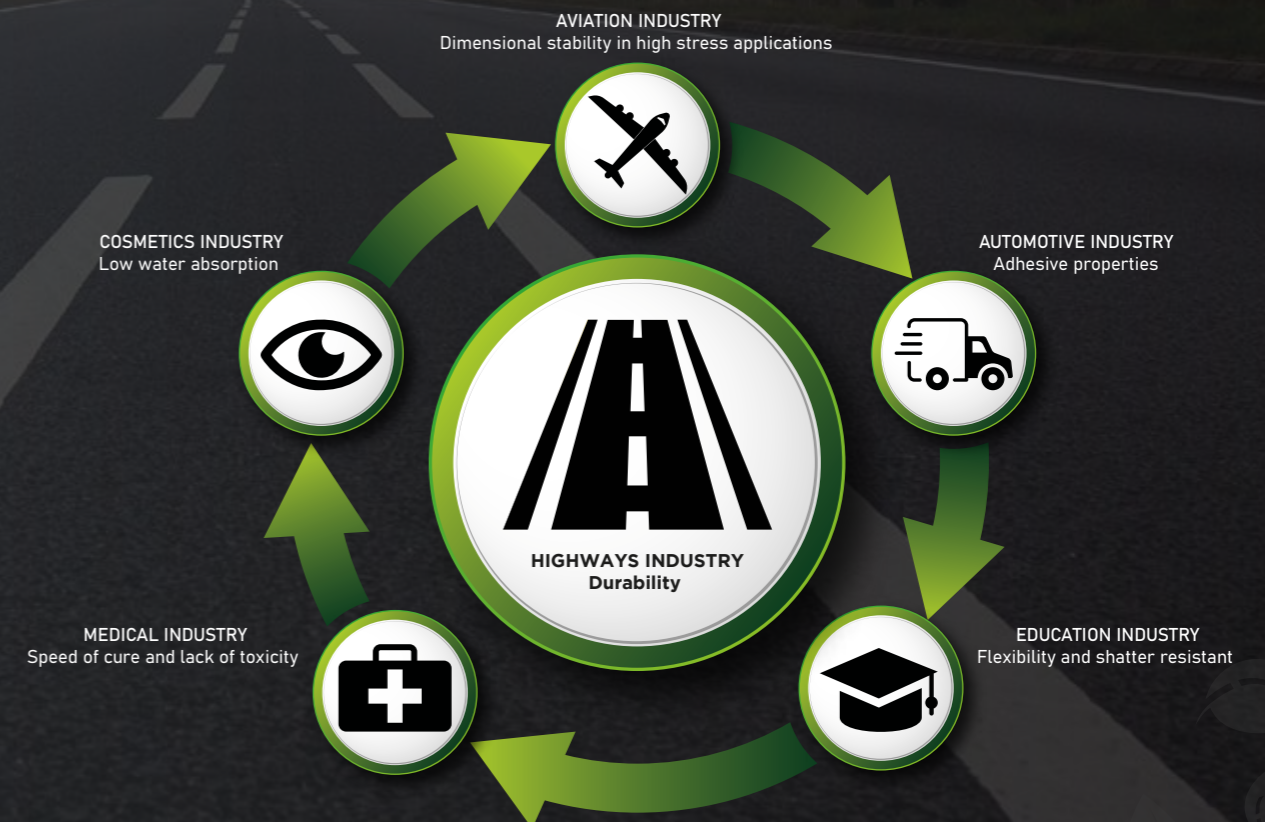 AVIATION INDUSTRY
Dimensional stability in high stress applications
COSMETICS INDUSTRY
Low water absorption
AUTOMOTIVE INDUSTRY
Adhesive properties
HIGHWAYS INDUSTRY
Durability
MEDICAL INDUSTRY
Speed of cure and lack of toxicity
EDUCATION INDUSTRY
Flexibility and shatter resistant